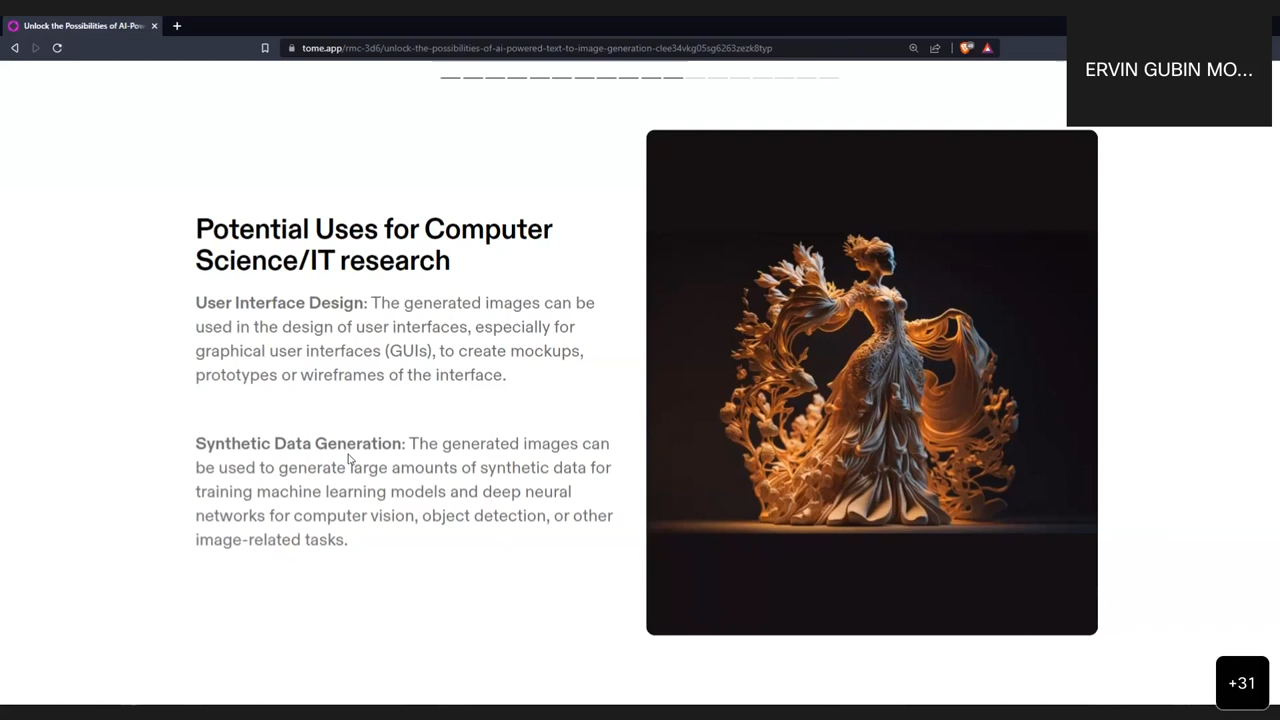 Unlock the Possibilities of AI-Pow
tome.app/rmc-3d6/unlock-the-possibilities-of-ai-powered-text-to-image-generation-clee34vkg05sg6263zezk8typ
ERVIN GUBIN MO...
Potential Uses for Computer
Science/IT research
User Interface Design: The generated images can be
used in the design of user interfaces, especially for
graphical user interfaces (GUIs), to create mockups,
prototypes or wireframes of the interface.
Synthetic Data Generation: The generated images can
be used to generate large amounts of synthetic data for
training machine learning models and deep neural
networks for computer vision, object detection, or other
image-related tasks.
+31